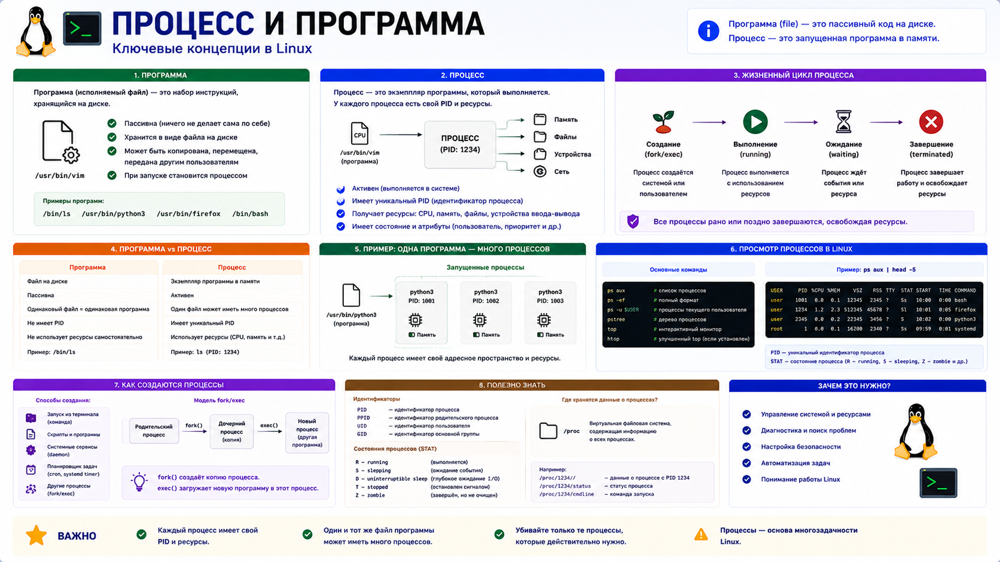 ПРОЦЕСС И ПРОГРАММА
Ключевые концепции в Linux
Программа (file) — это пассивный код на диске.
Процесс — это запущенная программа в памяти.
1. ПРОГРАММА
Программа (исполняемый файл) — это набор инструкций,
хранящийся на диске.
/usr/bin/vim
Пассивна (ничего не делает сама по себе)
Хранится в виде файла на диске
Может быть копирована, перемещена,
передана другим пользователям
При запуске становится процессом
Примеры программ:
/bin/ls /usr/bin/python3 /usr/bin/firefox /bin/bash
2. ПРОЦЕСС
Процесс — это экземпляр программы, который выполняется.
У каждого процесса есть свой PID и ресурсы.
CPU
/usr/bin/vim
(программа)
ПРОЦЕСС
(PID: 1234)
Память
Файлы
Устройства
Сеть
Активен (выполняется в системе)
Имеет уникальный PID (идентификатор процесса)
Получает ресурсы: CPU, память, файлы, устройства ввода-вывода
Имеет состояние и атрибуты (пользователь, приоритет и др.)
3. ЖИЗНЕННЫЙ ЦИКЛ ПРОЦЕССА
Создание
(fork/exec)
Процесс создаётся
системой или
пользователем
Выполнение
(running)
Процесс выполняется
с использованием
ресурсов
Ожидание
(waiting)
Процесс ждёт
события или
ресурса
Завершение
(terminated)
Процесс завершает
работу и освобождает
ресурсы
Все процессы рано или поздно завершаются, освобождая ресурсы.
4. ПРОГРАММА vs ПРОЦЕСС
Программа Процесс
Файл на диске Экземпляр программы в памяти
Пассивна Активен
Одинаковый файл = одинаковая программа Один файл может иметь много процессов
Не имеет PID Имеет уникальный PID
Не использует ресурсы самостоятельно Использует ресурсы (CPU, память и т.д.)
Пример: /bin/ls Пример: ls (PID: 1234)
5. ПРИМЕР: ОДНА ПРОГРАММА — МНОГО ПРОЦЕССОВ
Запущенные процессы
/usr/bin/python3
(программа)
python3
PID: 1001
Память
python3
PID: 1002
Память
python3
PID: 1003
Память
Каждый процесс имеет своё адресное пространство и ресурсы.
6. ПРОСМОТР ПРОЦЕССОВ В LINUX
Основные команды
ps aux # список процессов
ps -ef # полный формат
ps -u $USER # процессы текущего пользователя
pstree # дерево процессов
top # интерактивный монитор
htop # улучшенный top (если установлен)
Пример: ps aux | head -5
USER PID %CPU %MEM VSZ RSS TTY STAT START TIME COMMAND
user 1001 0.0 0.1 12345 2345 ? Ss 10:00 0:00 bash
user 1234 1.2 2.3 512345 45678 ? Sl 10:01 0:05 firefox
user 2345 0.0 0.2 22345 3456 ? S 10:02 0:00 python3
root 1 0.0 0.1 16200 2340 ? Ss 09:59 0:01 systemd
PID — уникальный идентификатор процесса
STAT — состояние процесса (R — running, S — sleeping, Z — zombie и др.)
7. КАК СОЗДАЮТСЯ ПРОЦЕССЫ
Способы создания:
Запуск из терминала
(команда)
Скрипты и программы
Системные сервисы
(daemon)
Планировщик задач
(cron, systemd timer)
Другие процессы
(fork/exec)
Модель fork/exec
Родительский
процесс
fork()
Дочерний
процесс
(копия)
exec()
Новый
процесс
(другая
программа)
fork() создаёт копию процесса.
exec() загружает новую программу в этот процесс.
8. ПОЛЕЗНО ЗНАТЬ
Идентификаторы
PID — идентификатор процесса
PPID — идентификатор родительского процесса
UID — идентификатор пользователя
GID — идентификатор основной группы
Состояния процессов (STAT)
R — running (выполняется)
S — slepping (ожидание события)
D — uninterruptible sleep (глубокое ожидание I/O)
T — stopped (остановлен сигналом)
Z — zombie (завершён, но не очищен)
Где хранятся данные о процессах?
/proc
Виртуальная файловая система,
содержащая информацию
о всех процессах.
Например:
/proc/1234// — данные о процессе с PID 1234
/proc/1234/status — статус процесса
/proc/1234/cmdline — команда запуска
ЗАЧЕМ ЭТО НУЖНО?
Управление системой и ресурсами
Диагностика и поиск проблем
Настройка безопасности
Автоматизация задач
Понимание работы Linux
ВАЖНО
Каждый процесс имеет свой
PID и ресурсы.
Один и тот же файл программы
может иметь много процессов.
Убивайте только те процессы,
которые действительно нужно.
Процессы — основа многозадачности
Linux.